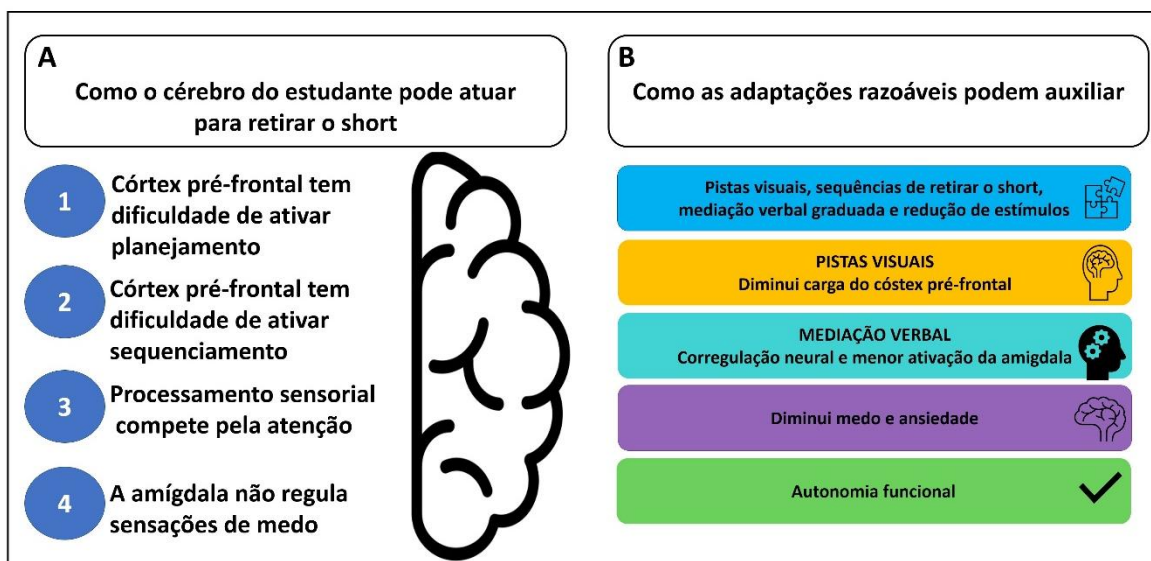 A
Como o cérebro do estudante pode atuar
para retirar o short
1
Córtex pré-frontal tem
dificuldade de ativar
planejamento
2
Córtex pré-frontal tem
dificuldade de ativar
sequenciamento
3
Processamento sensorial
compete pela atenção
4
A amígdala não regula
sensações de medo
B
Como as adaptações razoáveis podem auxiliar
Pistas visuais, sequências de retirar o short,
mediação verbal graduada e redução de estímulos
PISTAS VISUAIS
Diminui carga do cóstex pré-frontal
MEDIAÇÃO VERBAL
Corregulação neural e menor ativação da amigdala
Diminui medo e ansiedade
Autonomia funcional